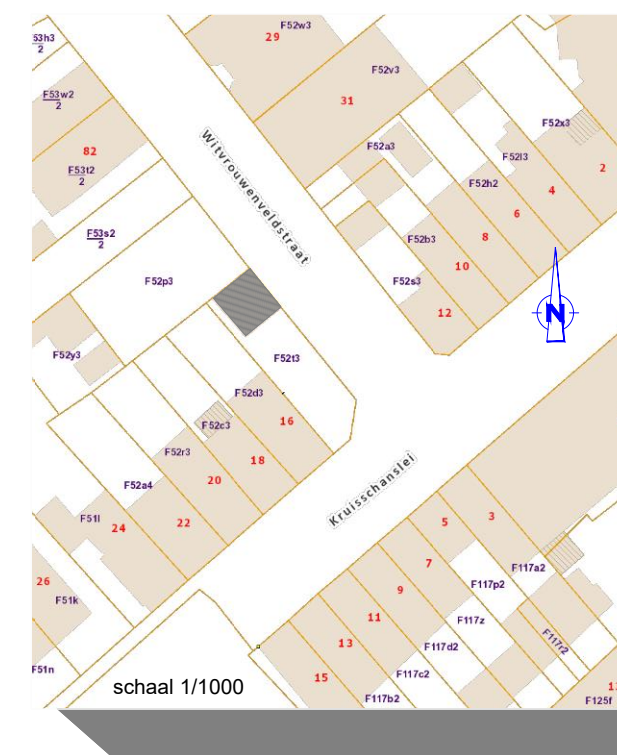 F52w3
29
53h3
2
F52v3
F53w2
2
31
F52x3
82
F52a3
F52l3
2
F53t2
2
F52h2
4
6
Witvrouwenveldstraat
F53s2
2
F52b3
8
10
F52p3
F52s3
12
N
F52y3
F52t3
F52d3
16
F52c3
F52r3
18
Kruisschanslei
20
F52a4
3
5
F51l
24
22
7
F117a2
26
9
F117p2
F51k
11
F117z
13
F117d2
F117r2
F51n
15
F117c2
schaal 1/1000
F117b2
F125f